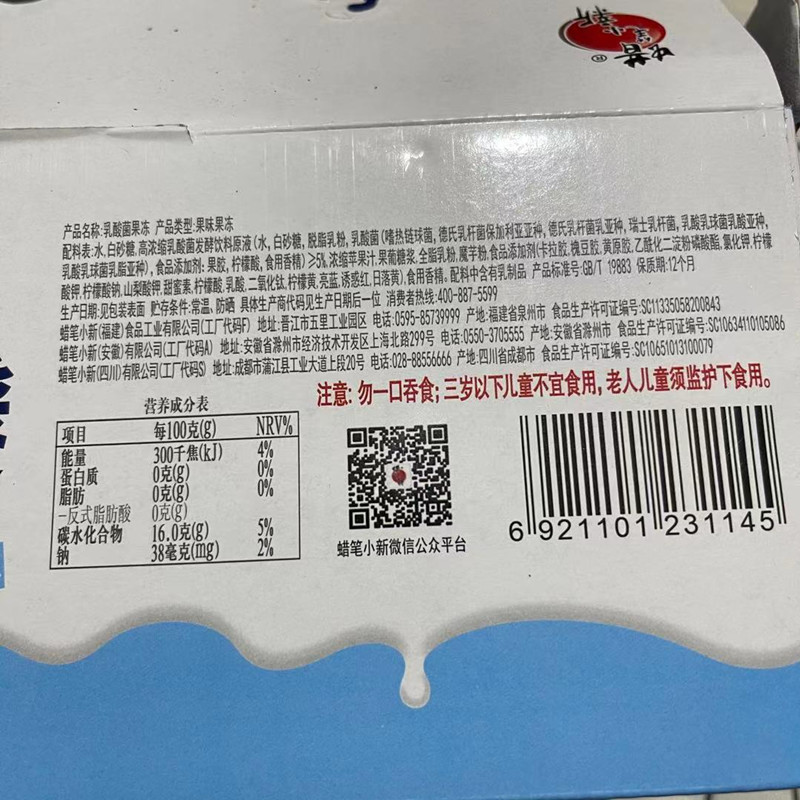 蜡笔小新
®
产品名称:乳酸菌果冻 产品类型:果味果冻
配料表:水,白砂糖,高浓缩乳酸菌发酵饮料原液(水,白砂糖,脱脂乳粉,乳酸菌(嗜热链球菌,德氏乳杆菌保加利亚亚种,德氏乳杆菌乳亚种,瑞士乳杆菌,乳酸乳球菌乳酸亚种,
乳酸乳球菌乳脂亚种),食品添加剂:果胶,柠檬酸,食用香精)≥5%,浓缩苹果汁,果葡糖浆,全脂乳粉,魔芋粉,食品添加剂(卡拉胶,槐豆胶,黄原胶,乙酰化二淀粉磷酸酯,氯化钾,柠檬
酸钾,柠檬酸钠,山梨酸钾,甜蜜素,柠檬酸,乳酸,二氧化钛,柠檬黄,亮蓝,诱惑红,日落黄),食用香精。配料中含有乳制品 产品标准号:GB/T 19883 保质期:12个月
生产日期:见包装表面 贮存条件:常温、防晒 具体生产商代码见生产日期后一位 消费者热线:400-887-5599
蜡笔小新(福建)食品工业有限公司(工厂代码F) 地址:晋江市五里工业园区 电话:0595-85739999 产地:福建省泉州市 食品生产许可证编号:SC11335058200843
蜡笔小新(安徽)有限公司(工厂代码A) 地址:安徽省滁州市经济技术开发区上海北路299号 电话:0550-3705555 产地:安徽省滁州市 食品生产许可证编号:SC10634110105086
蜡笔小新(四川)有限公司(工厂代码S) 地址:成都市蒲江县工业大道上段20号 电话:028-88556666 产地:四川省成都市 食品生产许可证编号:SC10651013100079
注意:勿一口吞食;三岁以下儿童不宜食用,老人儿童须监护下食用。
营养成分表
项目 每100克(g) NRV%
能量 300千焦(kJ) 4%
蛋白质 0克(g) 0%
脂肪 0克(g) 0%
-反式脂肪酸 0克(g)
碳水化合物 16.0克(g) 5%
钠 38毫克(mg) 2%
蜡笔小新微信公众平台
6 921101 231145